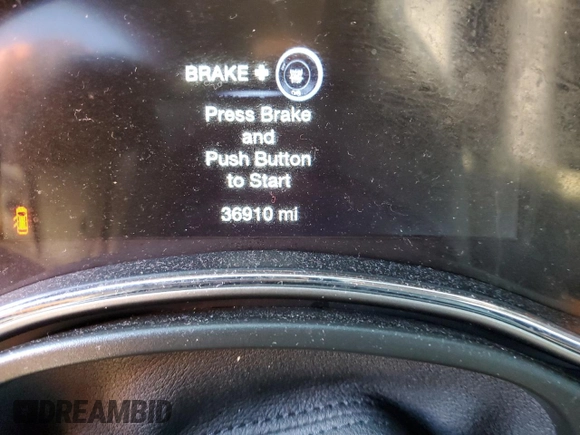 BRAKE +
Press Brake
and
Push Button
to Start
36910 mi
DREAMBID